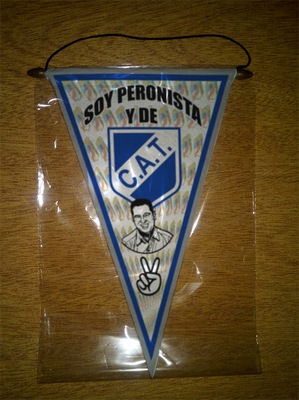 SOY PERONISTA
Y DE
C.A.T.